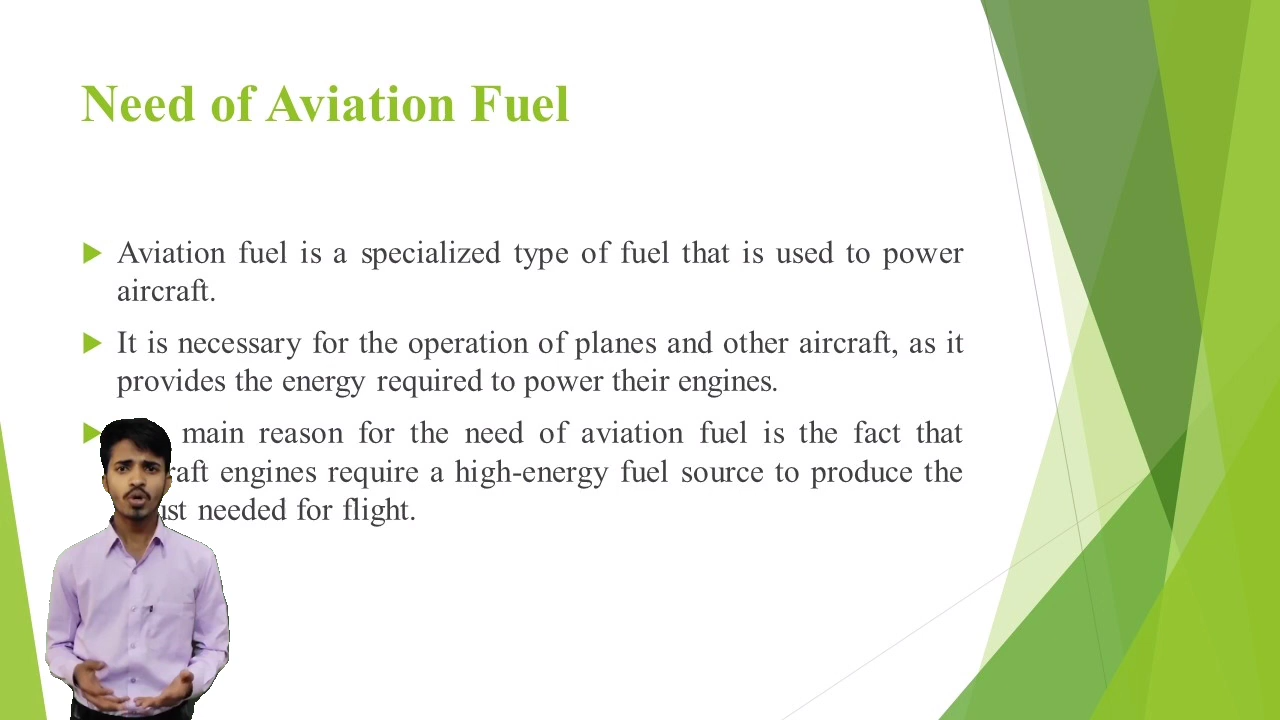 Need of Aviation Fuel
Aviation fuel is a specialized type of fuel that is used to power
aircraft.
It is necessary for the operation of planes and other aircraft, as it
provides the energy required to power their engines.
main reason for the need of aviation fuel is the fact that
engines require a high-energy fuel source to produce the
needed for flight.